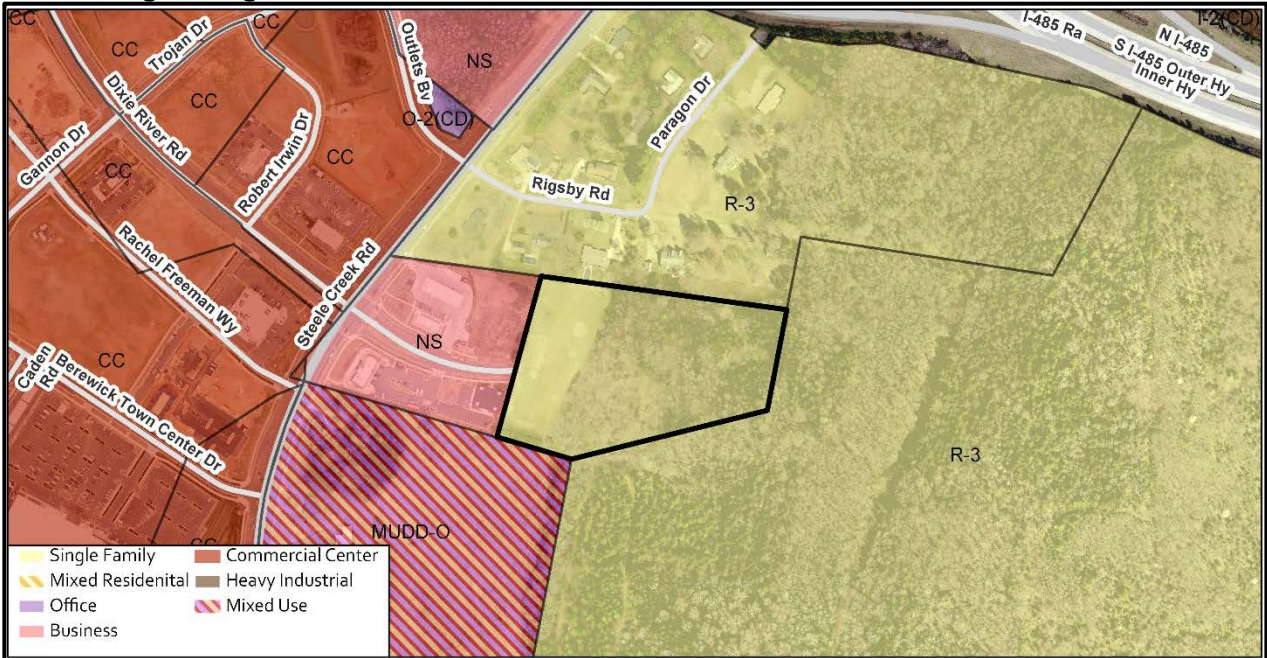 CC
CC
CC
Trojan Dr
Outlets Bv
NS
I-2(CD)
I-485 Ra
N I-485
S I-485 Outer Hy
Inner Hy
Dixie River Rd
CC
O-2(CD)
Paragon Dr
Gannon Dr
CC
Robert Irwin Dr
CC
Rigsby Rd
R-3
Rachel Freeman Wy
Steele Creek Rd
NS
CC
Caden
Rd
Berewick Town Center Dr
R-3
MUDD-O
CC
Single Family
Commercial Center
Mixed Residenital
Heavy Industrial
Office
Mixed Use
Business